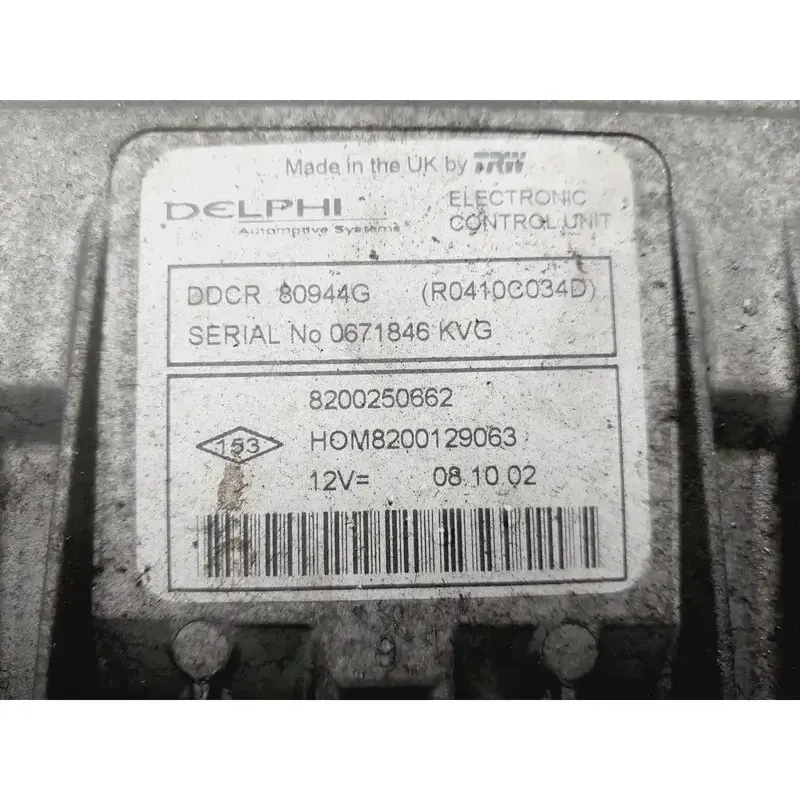 Made in the UK by TRW
DELPHI
Automotive Systems
ELECTRONIC
CONTROL UNIT
DDCR 80944G (R0410C034D)
SERIAL No 0671846 KVG
8200250662
153 HOM8200129063
12V= 08.10.02
9